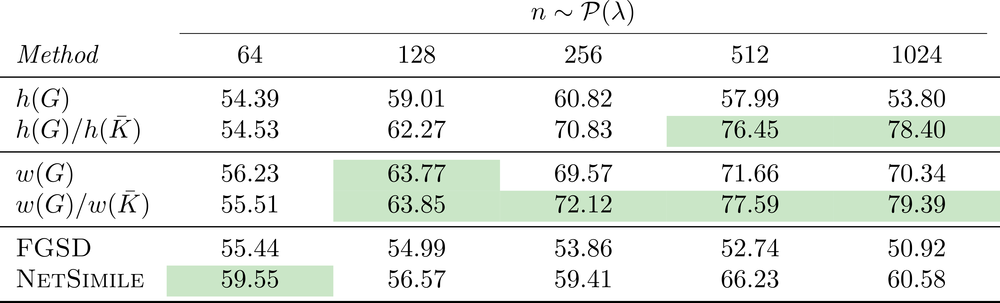 n ∼ 𝒫(λ)
Method 64 128 256 512 1024
h(G) 54.39 59.01 60.82 57.99 53.80
h(G)/h(K̄) 54.53 62.27 70.83 76.45 78.40
w(G) 56.23 63.77 69.57 71.66 70.34
w(G)/w(K̄) 55.51 63.85 72.12 77.59 79.39
FGSD 55.44 54.99 53.86 52.74 50.92
NETSIMILE 59.55 56.57 59.41 66.23 60.58